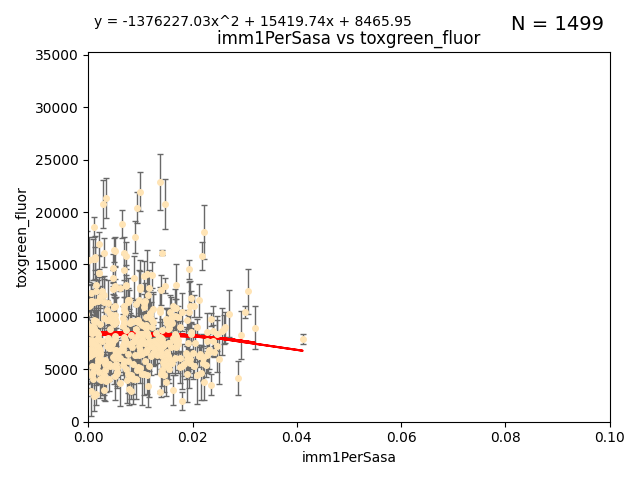 y = -1376227.03x^2 + 15419.74x + 8465.95
N = 1499
imm1PerSasa vs toxgreen_fluor
35000
30000
25000
20000
15000
10000
5000
0
toxgreen_fluor
0.00 0.02 0.04 0.06 0.08 0.10
imm1PerSasa